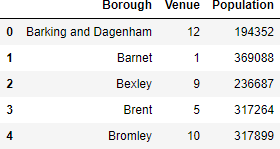 Borough Venue Population
0 Barking and Dagenham 12 194352
1 Barnet 1 369088
2 Bexley 9 236687
3 Brent 5 317264
4 Bromley 10 317899